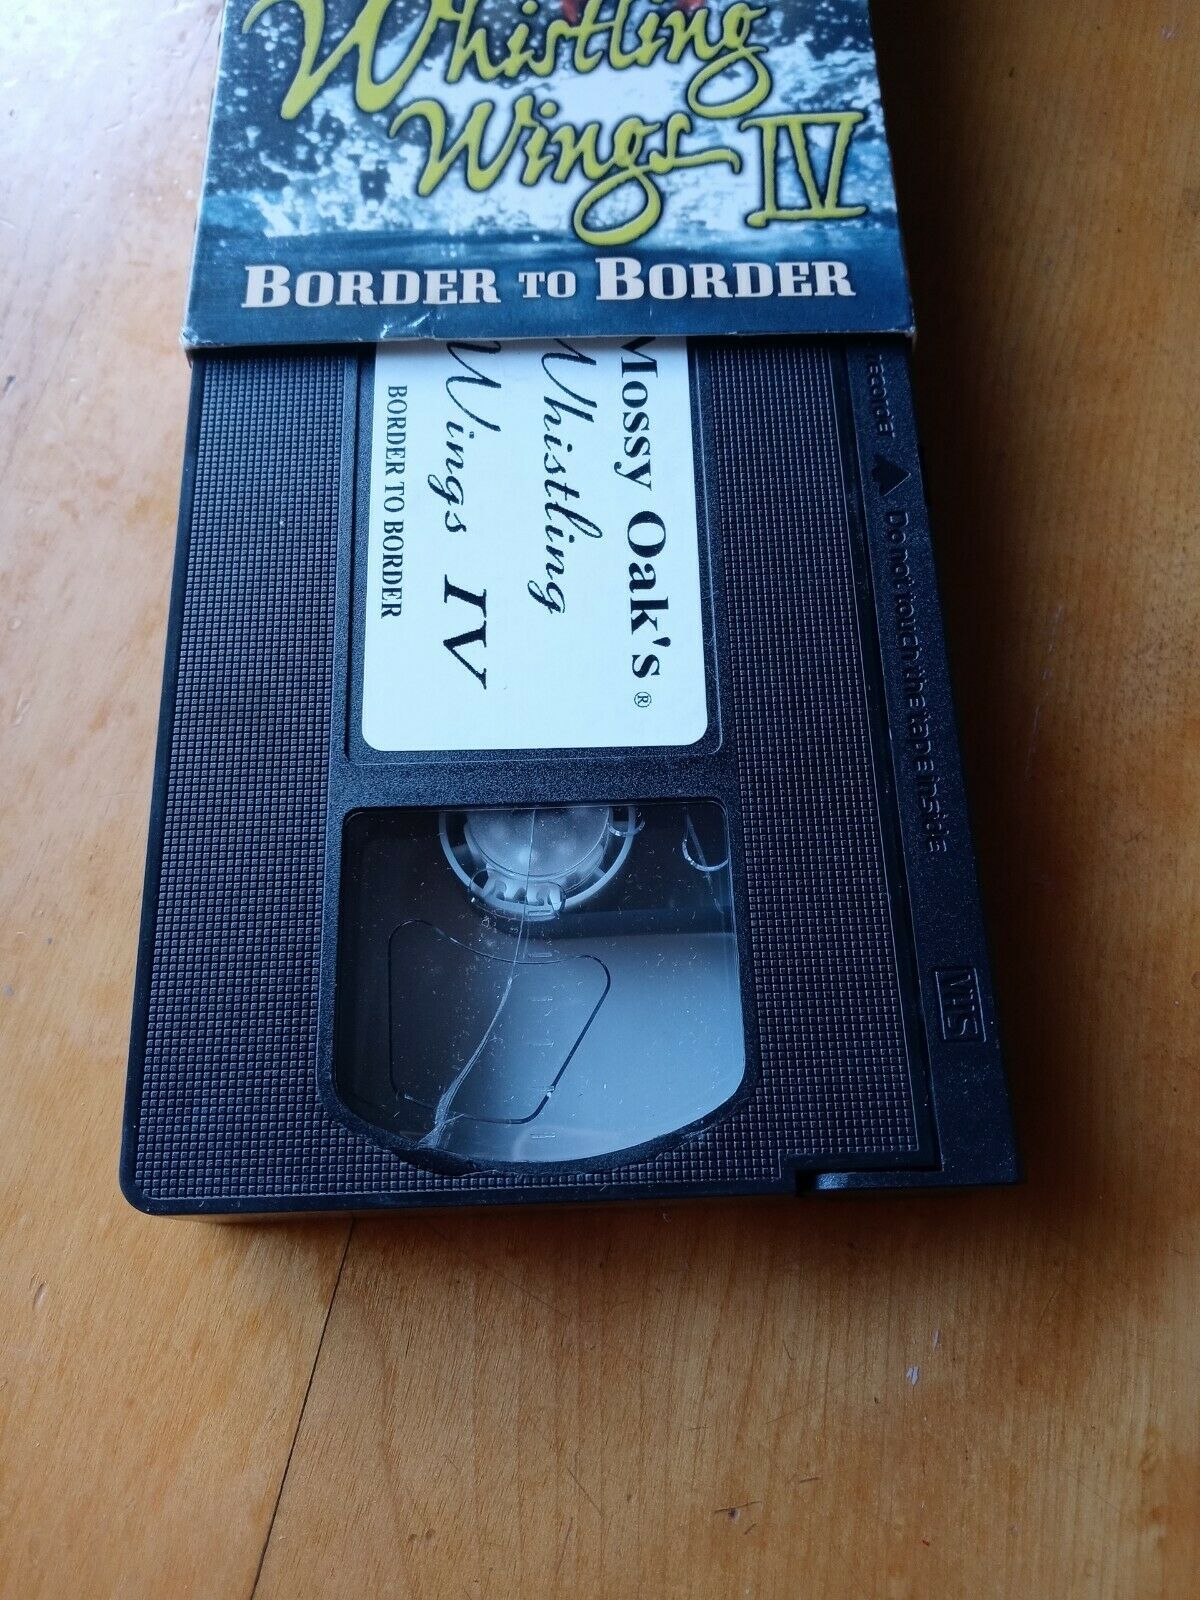 Whistling
Wings IV
BORDER TO BORDER
Mossy Oak's®
Whistling
Wings IV
BORDER TO BORDER
recorder ▲ Do not touch the tape inside
VHS